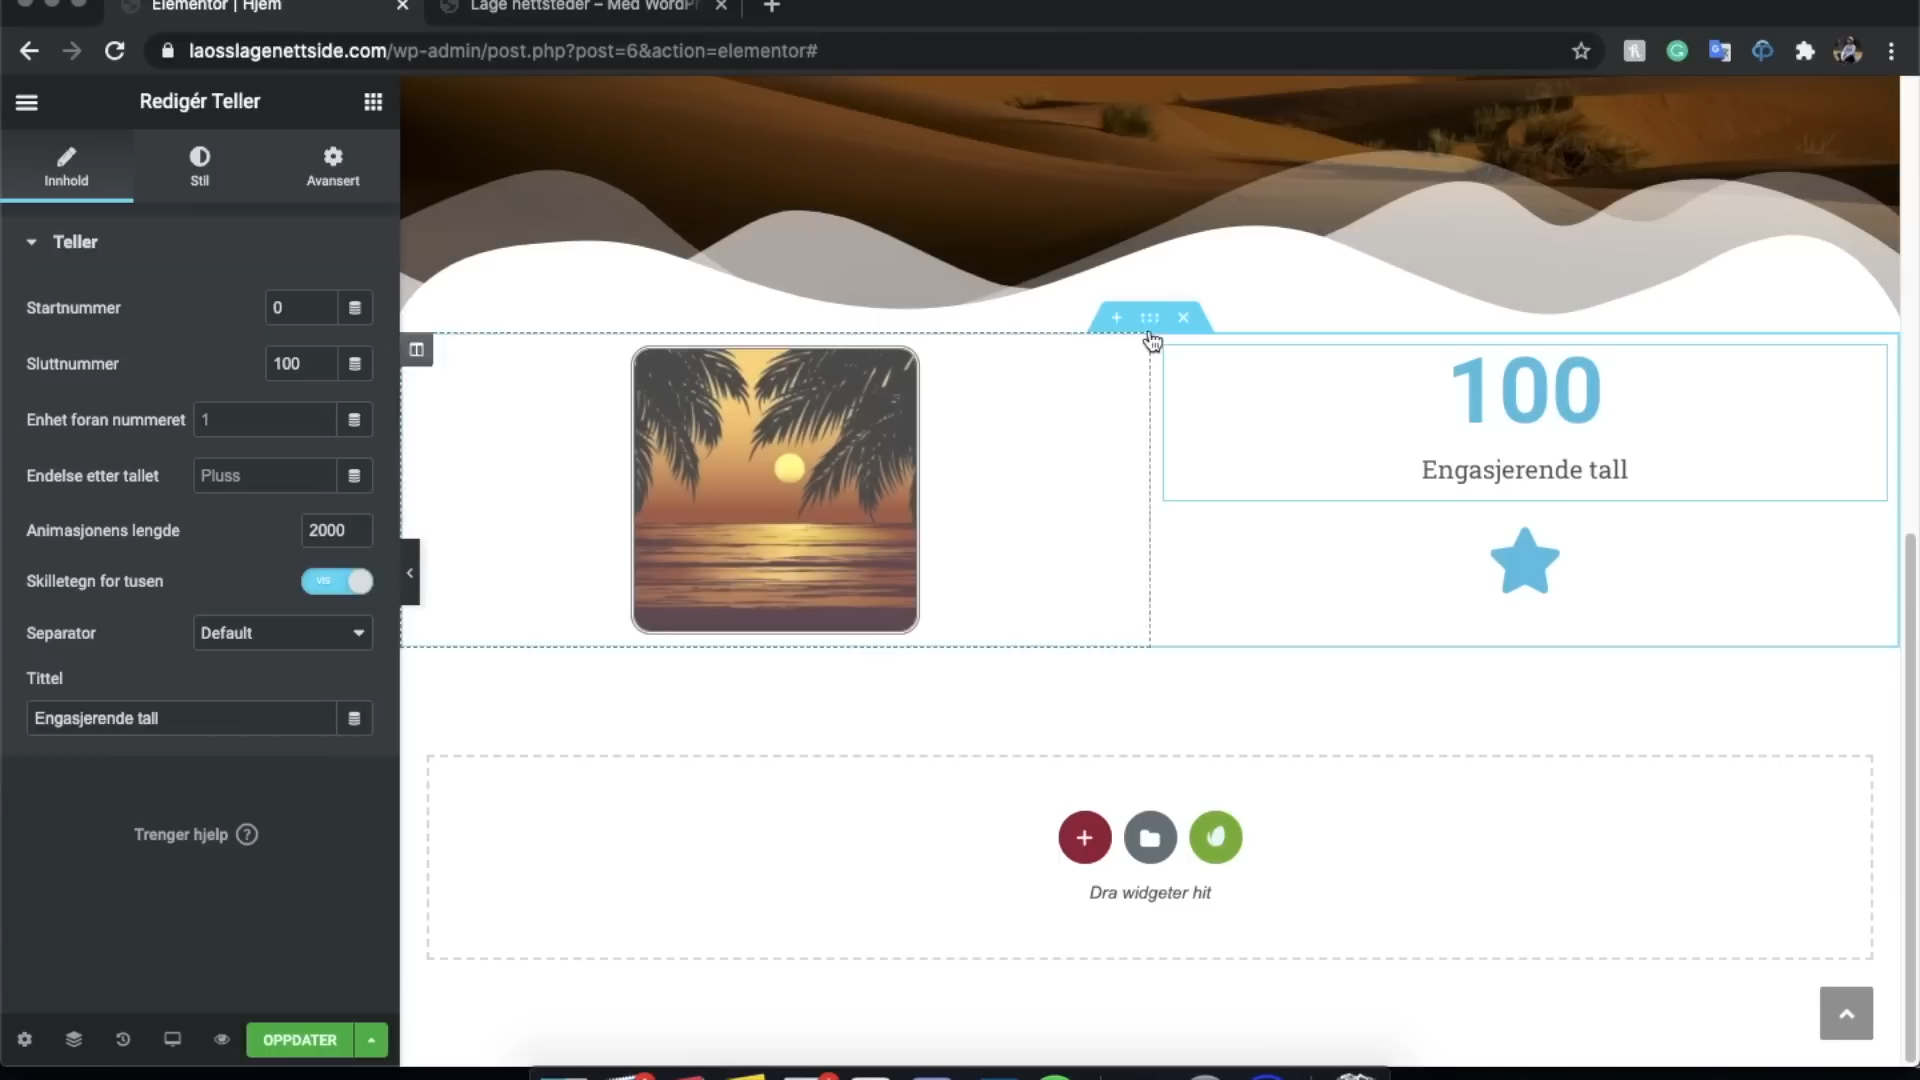 Elementor | Hjem
Lage nettsteder – Med WordPr
laosslagenettside.com/wp-admin/post.php?post=6&action=elementor#
Redigér Teller
Innhold
Stil
Avansert
Teller
Startnummer
0
Sluttnummer
100
Enhet foran nummeret
1
Endelse etter tallet
Pluss
Animasjonens lengde
2000
Skilletegn for tusen
VIS
Separator
Default
Tittel
Engasjerende tall
Trenger hjelp ?
OPPDATER
100
Engasjerende tall
Dra widgeter hit